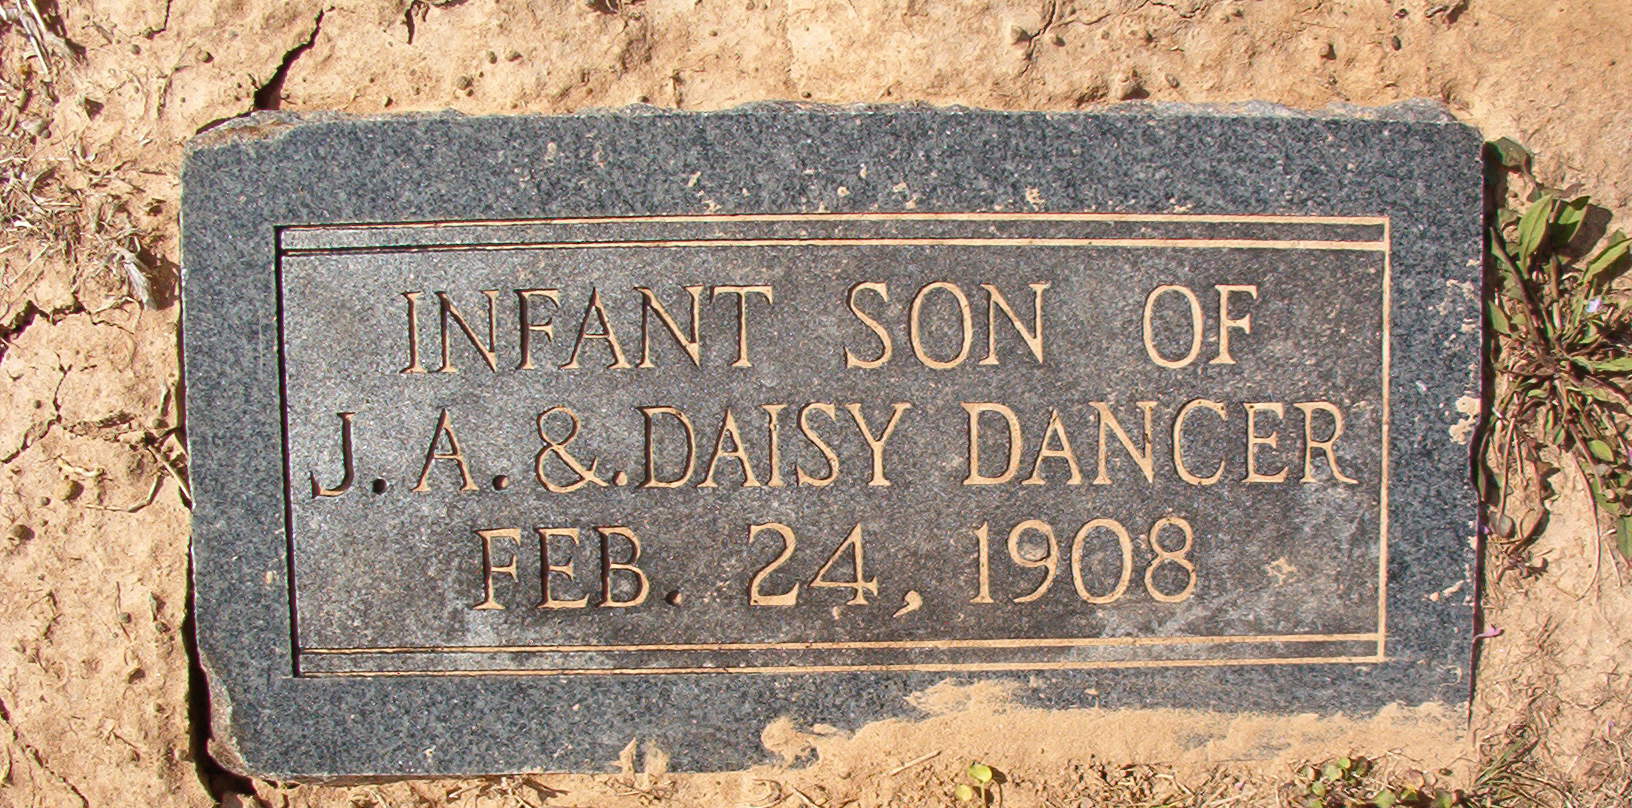 INFANT SON OF
J. A. &. DAISY DANCER
FEB. 24, 1908